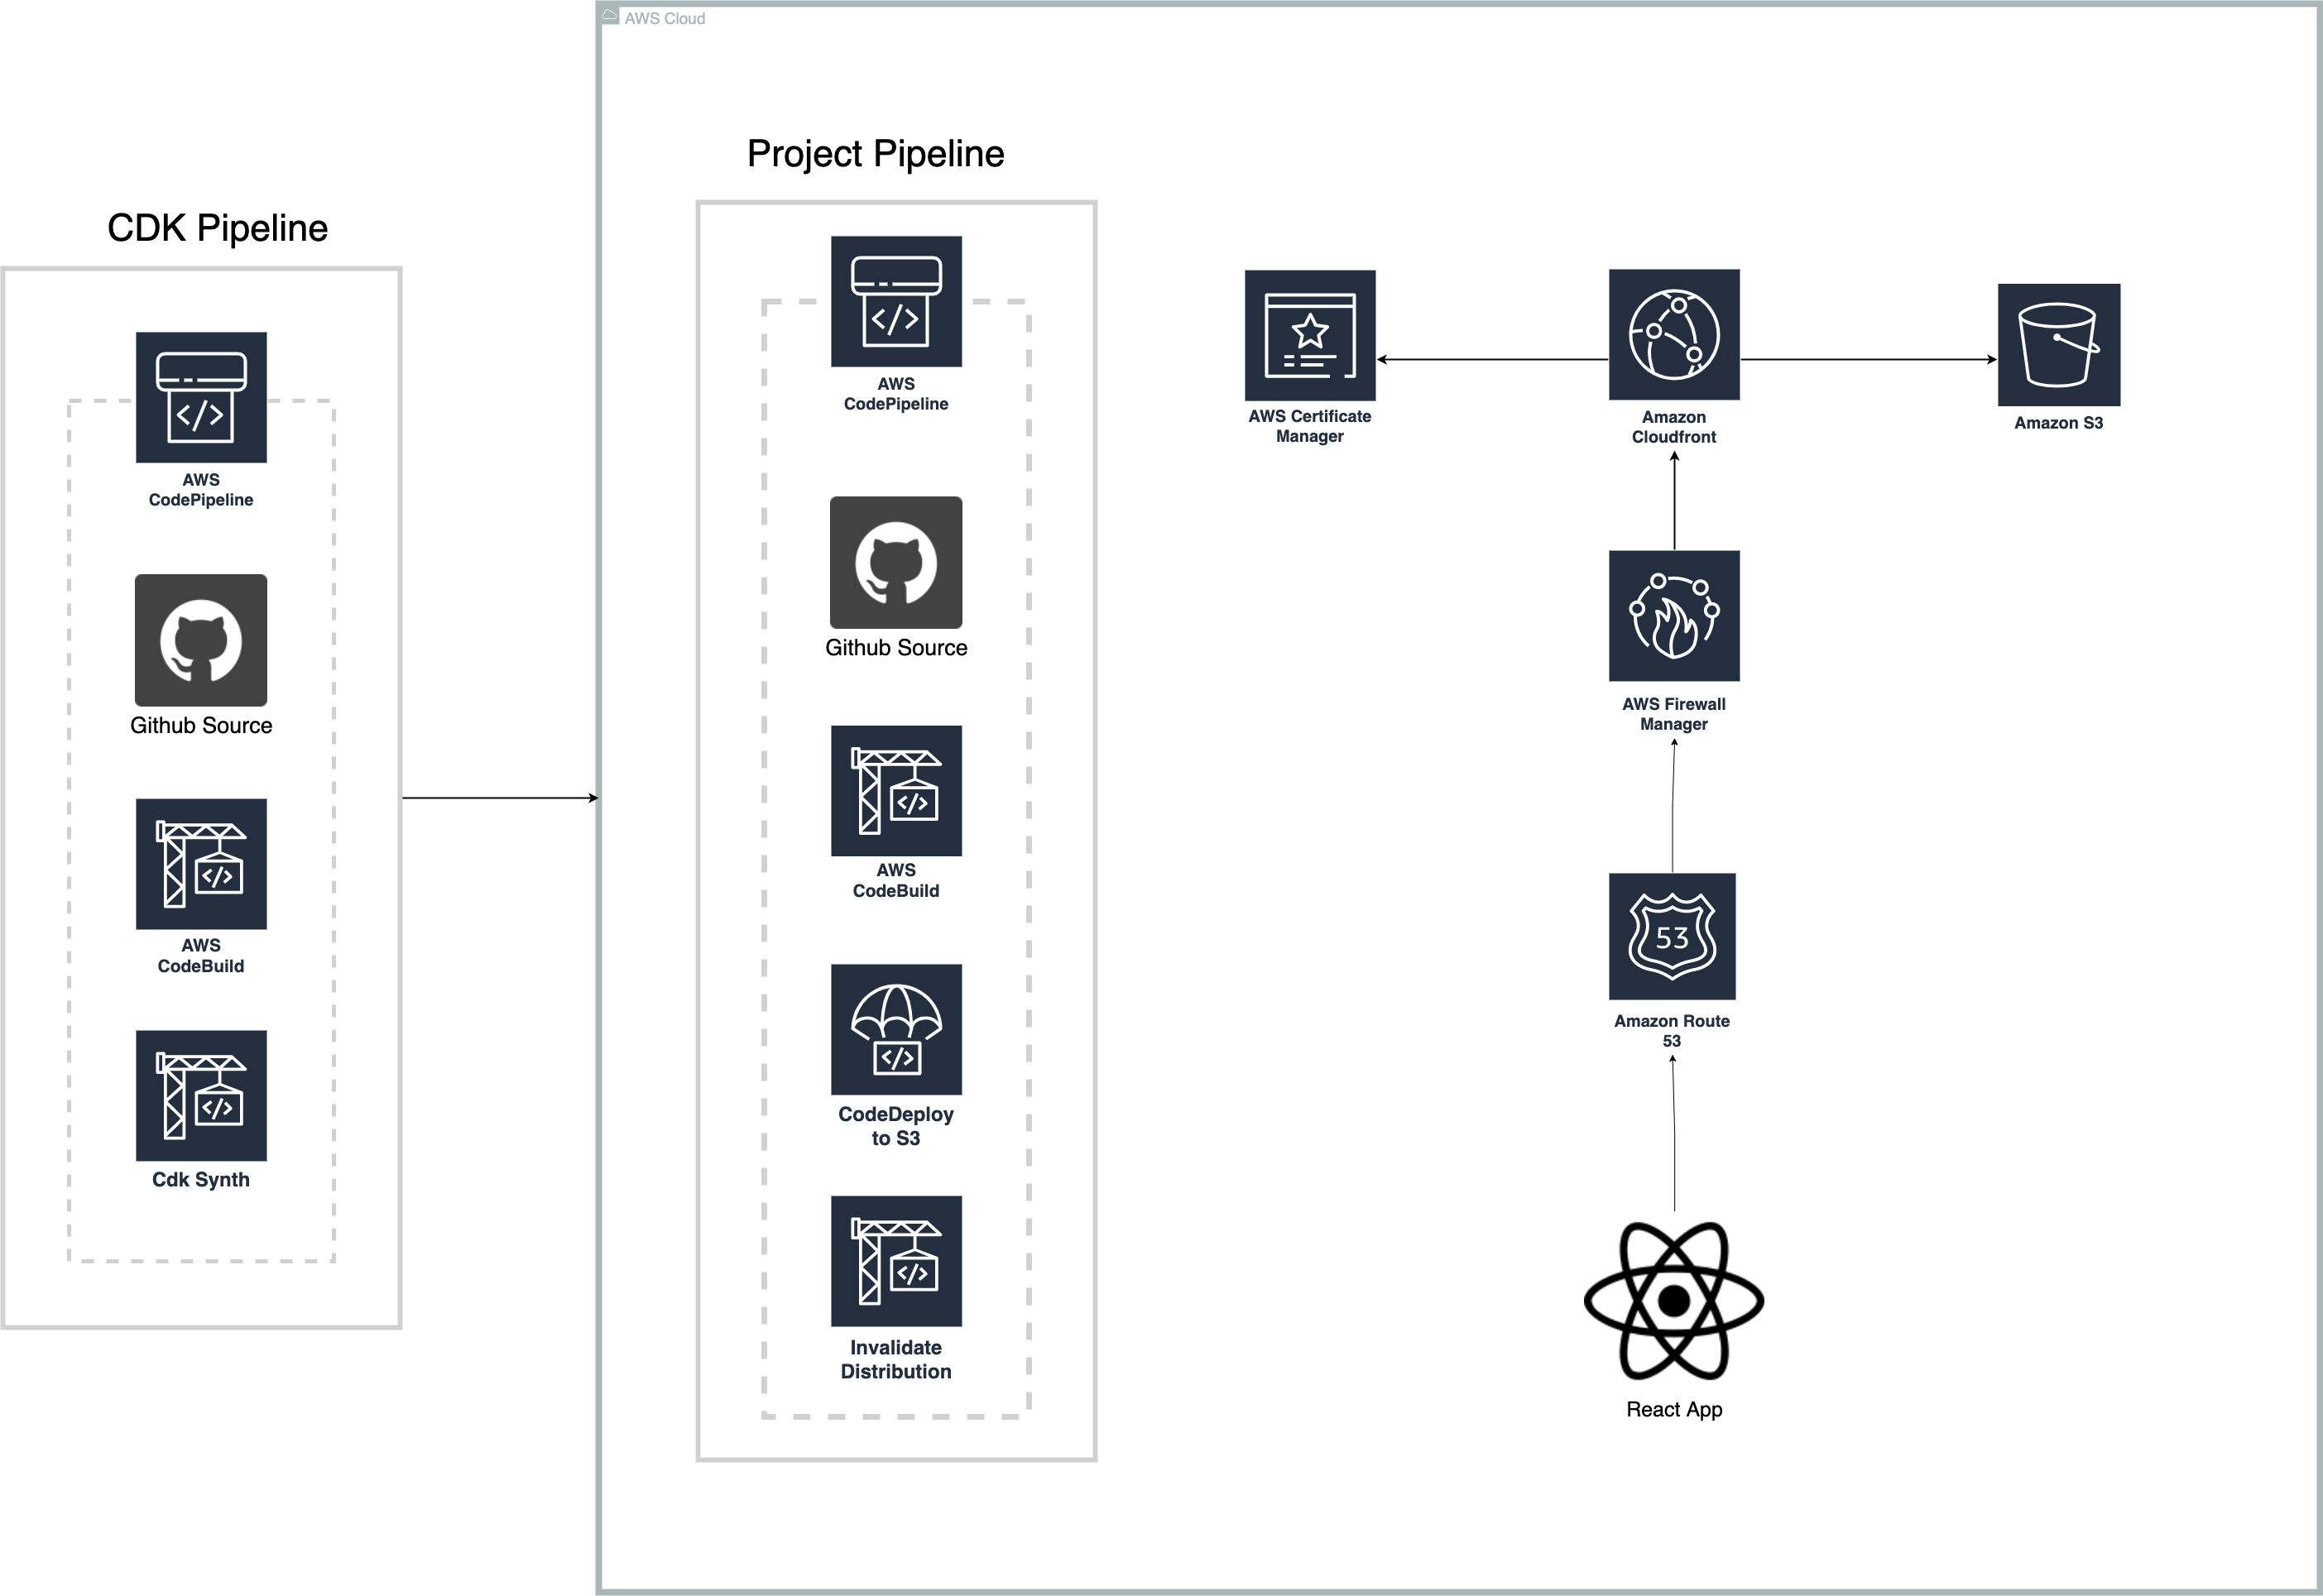 AWS Cloud
CDK Pipeline
AWS
CodePipeline
Github Source
AWS
CodeBuild
Cdk Synth
Project Pipeline
AWS
CodePipeline
Github Source
AWS
CodeBuild
CodeDeploy
to S3
Invalidate
Distribution
AWS Certificate
Manager
Amazon
Cloudfront
Amazon S3
AWS Firewall
Manager
53
Amazon Route
53
React App